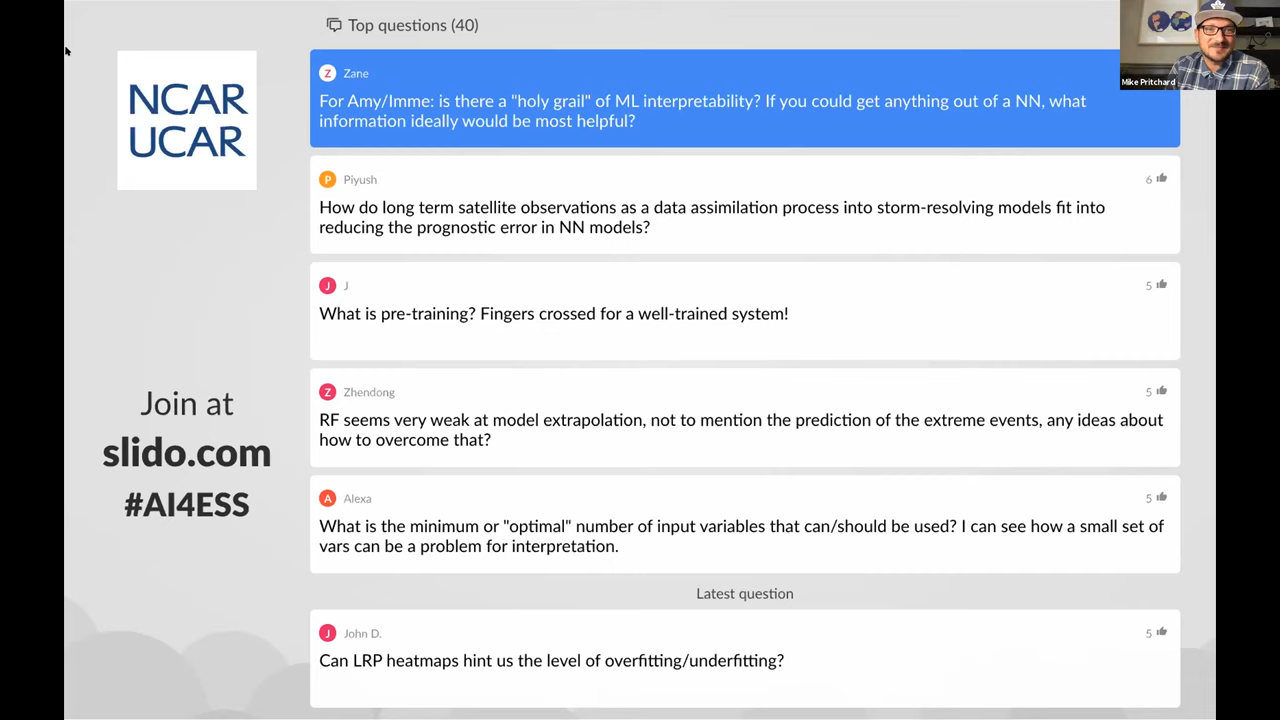 Top questions (40)
Mike Pritchard
NCAR
UCAR
Z Zane
For Amy/Imme: is there a "holy grail" of ML interpretability? If you could get anything out of a NN, what
information ideally would be most helpful?
P Piyush 6
How do long term satellite observations as a data assimilation process into storm-resolving models fit into
reducing the prognostic error in NN models?
J J 5
What is pre-training? Fingers crossed for a well-trained system!
Z Zhendong 5
RF seems very weak at model extrapolation, not to mention the prediction of the extreme events, any ideas about
how to overcome that?
Join at
slido.com
#AI4ESS
A Alexa 5
What is the minimum or "optimal" number of input variables that can/should be used? I can see how a small set of
vars can be a problem for interpretation.
Latest question
J John D. 5
Can LRP heatmaps hint us the level of overfitting/underfitting?